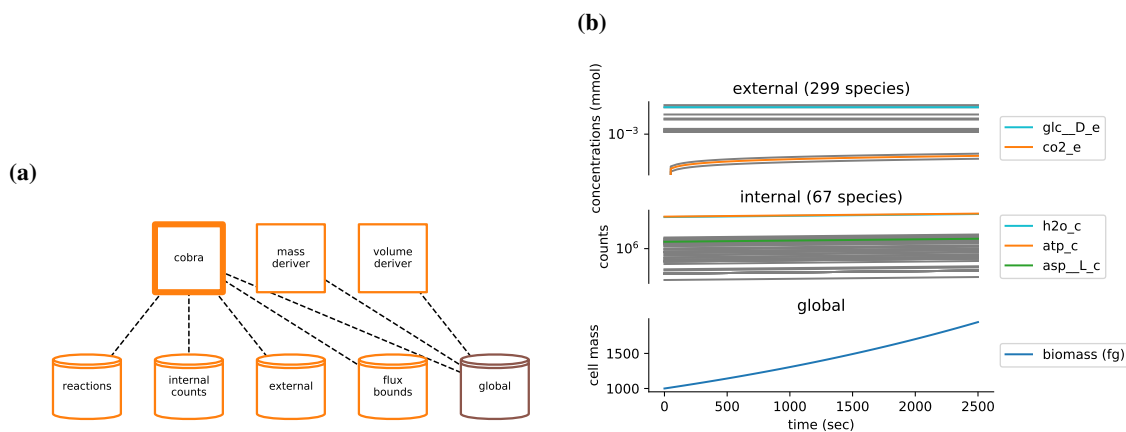 (a)
cobra
mass
deriver
volume
deriver
reactions
internal
counts
external
flux
bounds
global
(b)
external (299 species)
concentrations (mmol)
10⁻³
glc__D_e
co2_e
internal (67 species)
counts
10⁶
h2o_c
atp_c
asp__L_c
global
cell mass
1500
1000
biomass (fg)
0 500 1000 1500 2000 2500
time (sec)